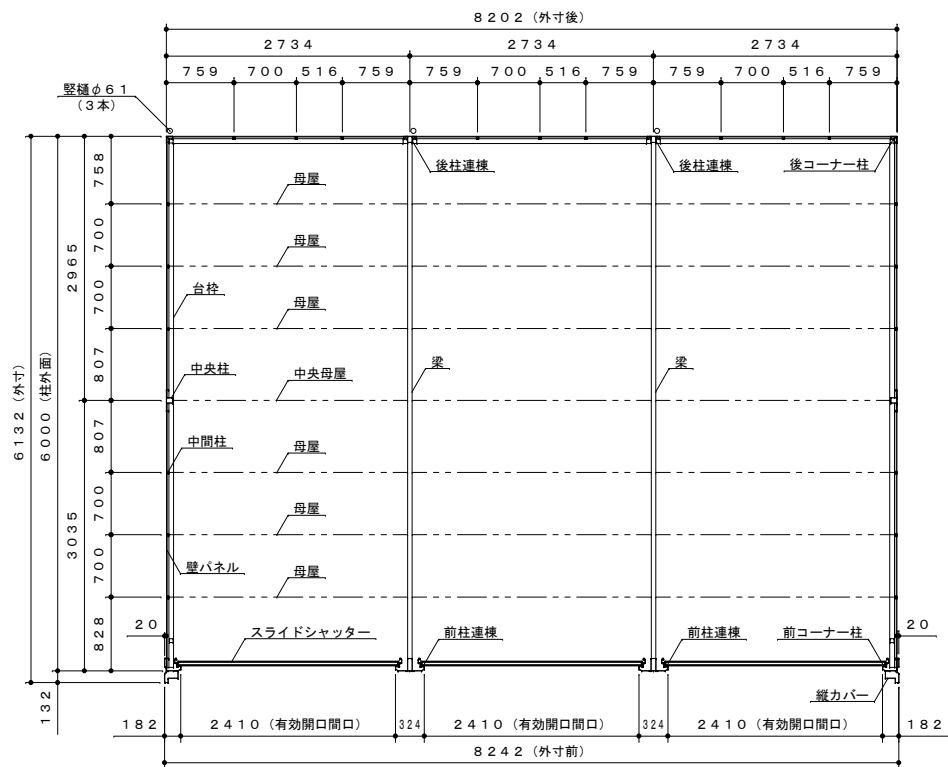 ８２０２（外寸後）
２７３４ ２７３４ ２７３４
７５９ ７００ ５１６ ７５９ ７５９ ７００ ５１６ ７５９ ７５９ ７００ ５１６ ７５９
竪樋φ６１
（３本）
後柱連棟 後柱連棟 後コーナー柱
母屋
母屋
台枠 母屋
中央柱 中央母屋 梁 梁
中間柱 母屋
母屋
壁パネル 母屋
スライドシャッター 前柱連棟 前柱連棟 前コーナー柱
縦カバー
６１３２（外寸）
６０００（柱外面）
２９６５
３０３５
７５８
７００
７００
８０７
８０７
７００
７００
８２８
１３２
２０ ２０
１８２ ２４１０（有効開口間口） ３２４ ２４１０（有効開口間口） ３２４ ２４１０（有効開口間口） １８２
８２４２（外寸前）